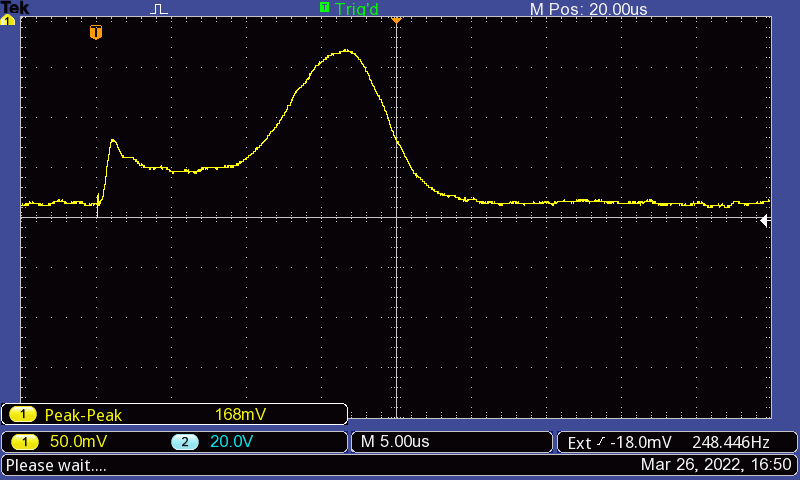 Tek T Trig'd M Pos: 20.00us
1
T
1 Peak-Peak 168mV
1 50.0mV 2 20.0V M 5.00us Ext -18.0mV 248.446Hz
Please wait.... Mar 26, 2022, 16:50